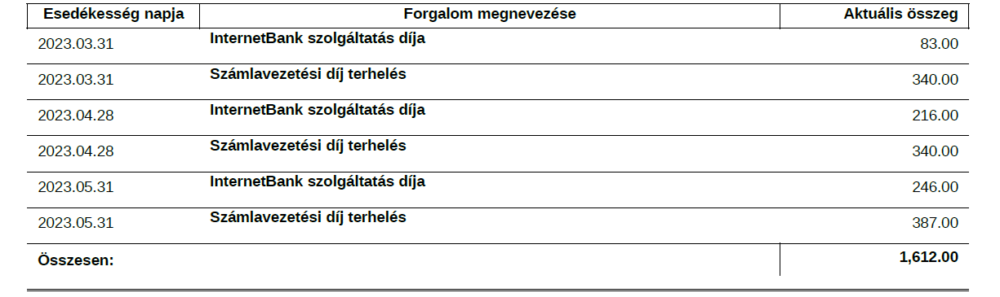 Esedékesség napja Forgalom megnevezése Aktuális összeg
2023.03.31 InternetBank szolgáltatás díja 83.00
2023.03.31 Számlavezetési díj terhelés 340.00
2023.04.28 InternetBank szolgáltatás díja 216.00
2023.04.28 Számlavezetési díj terhelés 340.00
2023.05.31 InternetBank szolgáltatás díja 246.00
2023.05.31 Számlavezetési díj terhelés 387.00
Összesen: 1,612.00